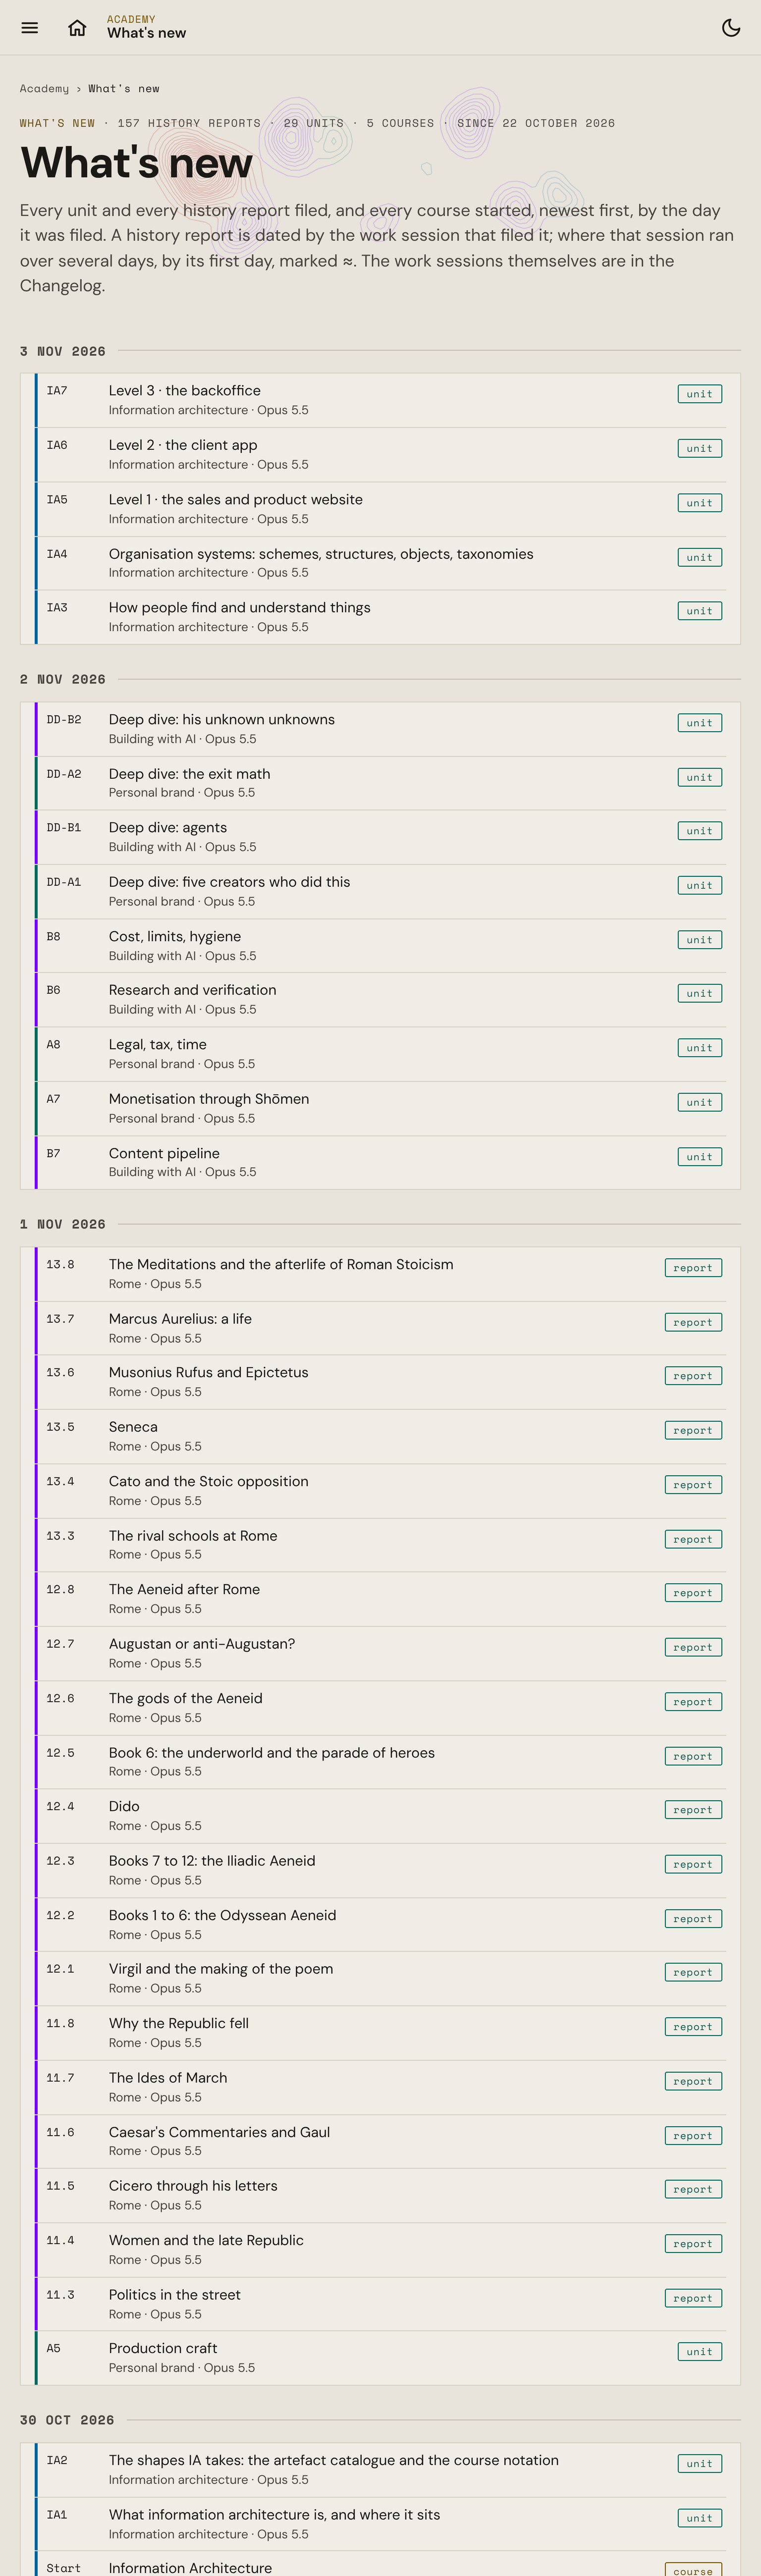 ACADEMY
What's new
Academy › What's new
WHAT'S NEW · 157 HISTORY REPORTS · 29 UNITS · 5 COURSES · SINCE 22 OCTOBER 2026
What's new
Every unit and every history report filed, and every course started, newest first, by the day
it was filed. A history report is dated by the work session that filed it; where that session ran
over several days, by its first day, marked ≈. The work sessions themselves are in the
Changelog.
3 NOV 2026
IA7 Level 3 · the backoffice unit
Information architecture · Opus 5.5
IA6 Level 2 · the client app unit
Information architecture · Opus 5.5
IA5 Level 1 · the sales and product website unit
Information architecture · Opus 5.5
IA4 Organisation systems: schemes, structures, objects, taxonomies unit
Information architecture · Opus 5.5
IA3 How people find and understand things unit
Information architecture · Opus 5.5
2 NOV 2026
DD-B2 Deep dive: his unknown unknowns unit
Building with AI · Opus 5.5
DD-A2 Deep dive: the exit math unit
Personal brand · Opus 5.5
DD-B1 Deep dive: agents unit
Building with AI · Opus 5.5
DD-A1 Deep dive: five creators who did this unit
Personal brand · Opus 5.5
B8 Cost, limits, hygiene unit
Building with AI · Opus 5.5
B6 Research and verification unit
Building with AI · Opus 5.5
A8 Legal, tax, time unit
Personal brand · Opus 5.5
A7 Monetisation through Shōmen unit
Personal brand · Opus 5.5
B7 Content pipeline unit
Building with AI · Opus 5.5
1 NOV 2026
13.8 The Meditations and the afterlife of Roman Stoicism report
Rome · Opus 5.5
13.7 Marcus Aurelius: a life report
Rome · Opus 5.5
13.6 Musonius Rufus and Epictetus report
Rome · Opus 5.5
13.5 Seneca report
Rome · Opus 5.5
13.4 Cato and the Stoic opposition report
Rome · Opus 5.5
13.3 The rival schools at Rome report
Rome · Opus 5.5
12.8 The Aeneid after Rome report
Rome · Opus 5.5
12.7 Augustan or anti-Augustan? report
Rome · Opus 5.5
12.6 The gods of the Aeneid report
Rome · Opus 5.5
12.5 Book 6: the underworld and the parade of heroes report
Rome · Opus 5.5
12.4 Dido report
Rome · Opus 5.5
12.3 Books 7 to 12: the Iliadic Aeneid report
Rome · Opus 5.5
12.2 Books 1 to 6: the Odyssean Aeneid report
Rome · Opus 5.5
12.1 Virgil and the making of the poem report
Rome · Opus 5.5
11.8 Why the Republic fell report
Rome · Opus 5.5
11.7 The Ides of March report
Rome · Opus 5.5
11.6 Caesar's Commentaries and Gaul report
Rome · Opus 5.5
11.5 Cicero through his letters report
Rome · Opus 5.5
11.4 Women and the late Republic report
Rome · Opus 5.5
11.3 Politics in the street report
Rome · Opus 5.5
A5 Production craft unit
Personal brand · Opus 5.5
30 OCT 2026
IA2 The shapes IA takes: the artefact catalogue and the course notation unit
Information architecture · Opus 5.5
IA1 What information architecture is, and where it sits unit
Information architecture · Opus 5.5
Start Information Architecture course